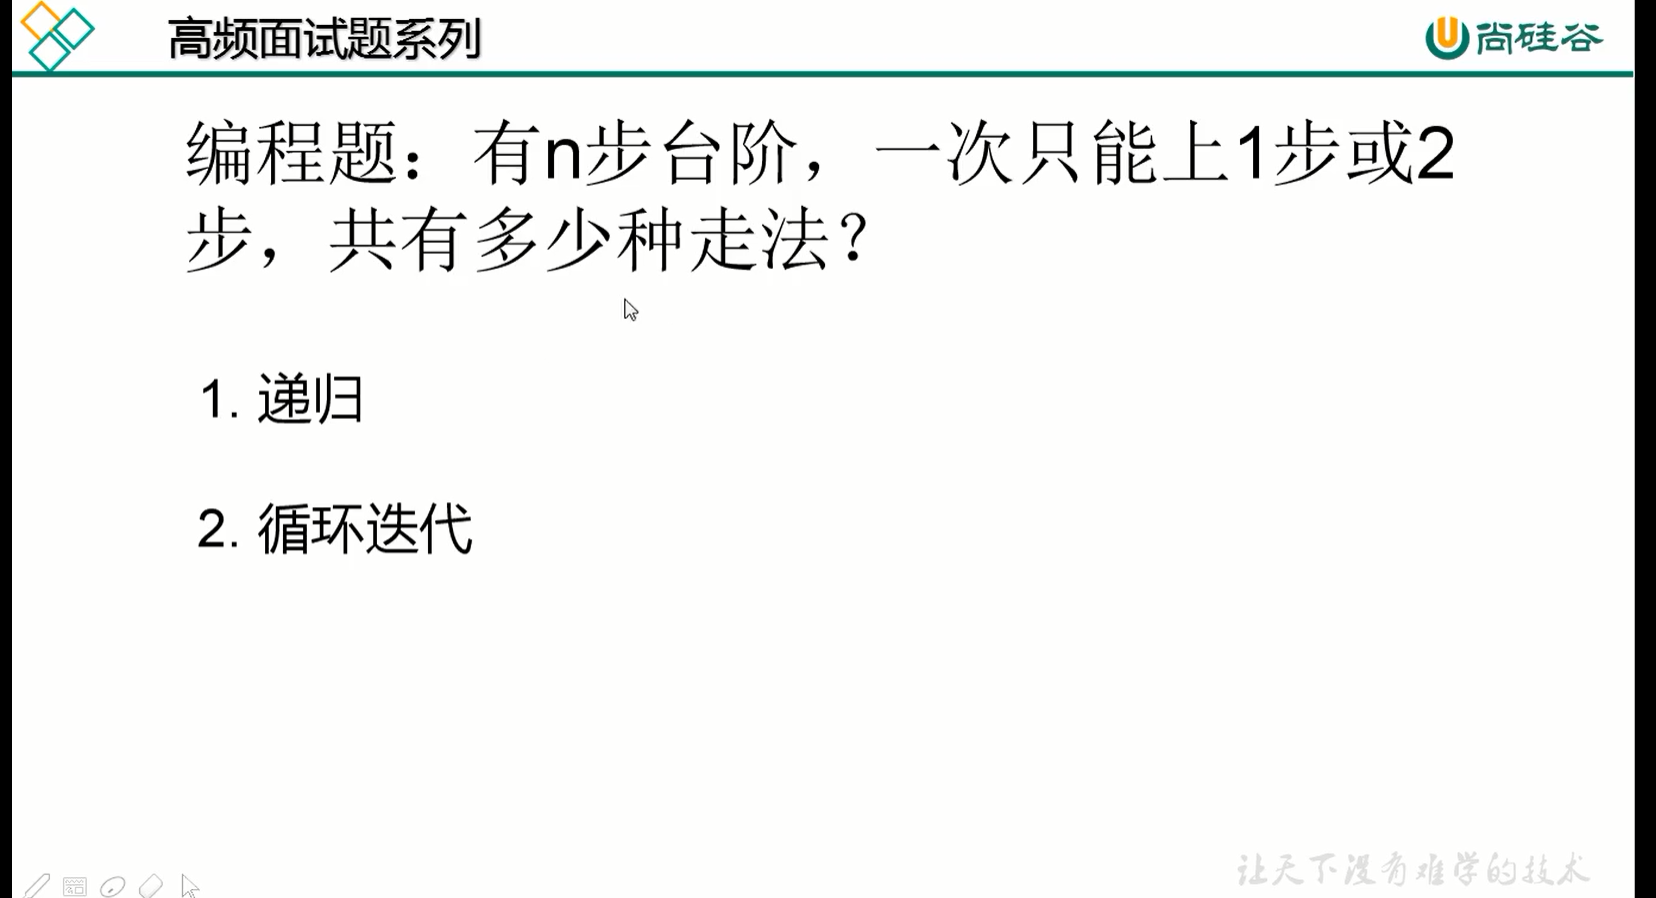 高频面试题系列
尚硅谷
编程题：有n步台阶，一次只能上1步或2
步，共有多少种走法？
1. 递归
2. 循环迭代
让天下没有难学的技术